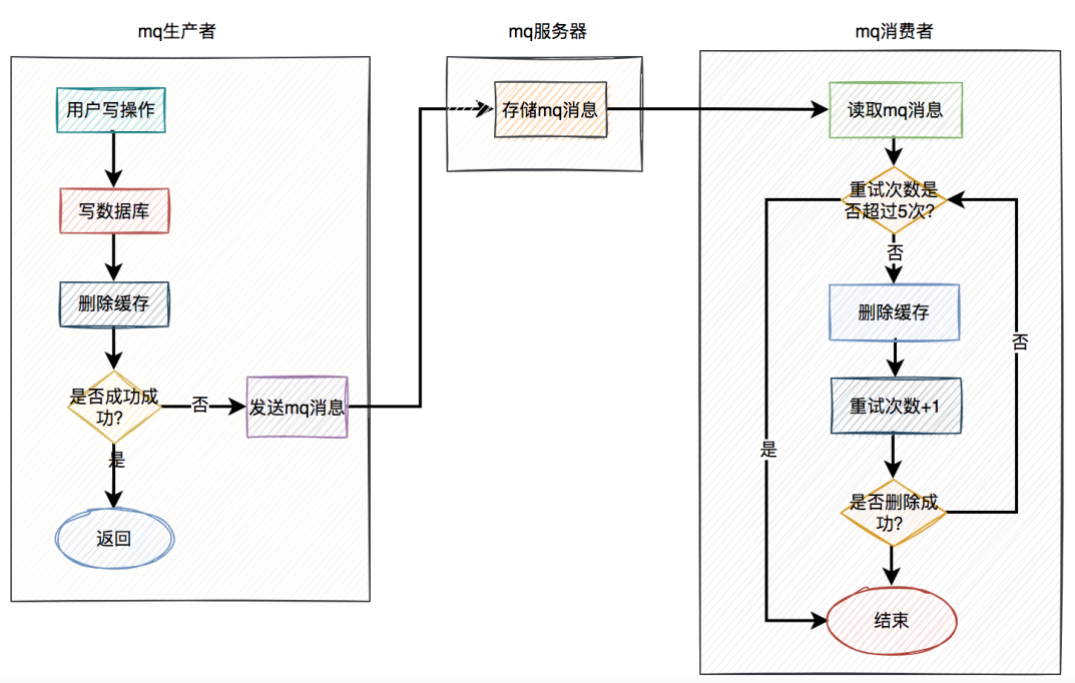 mq生产者
用户写操作
写数据库
删除缓存
是否成功成
功?
否
发送mq消息
是
返回
mq服务器
存储mq消息
mq消费者
读取mq消息
重试次数是
否超过5次?
否
删除缓存
重试次数+1
是否删除成
功?
否
是
结束